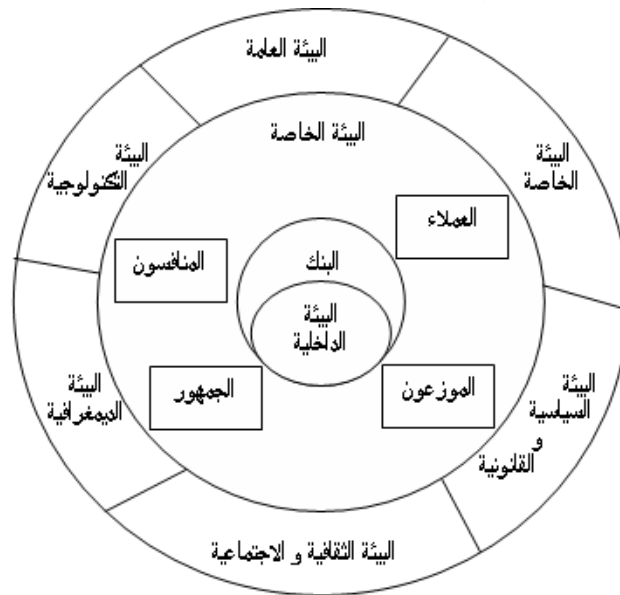 البيئة العامة
البيئة
الخاصة
البيئة
التكنولوجية
البيئة الخاصة
العملاء
المنافسون
البنك
البيئة
الداخلية
الجمهور
الموزعون
البيئة
الديمغرافية
البيئة
السياسية
و
القانونية
البيئة الثقافية و الاجتماعية